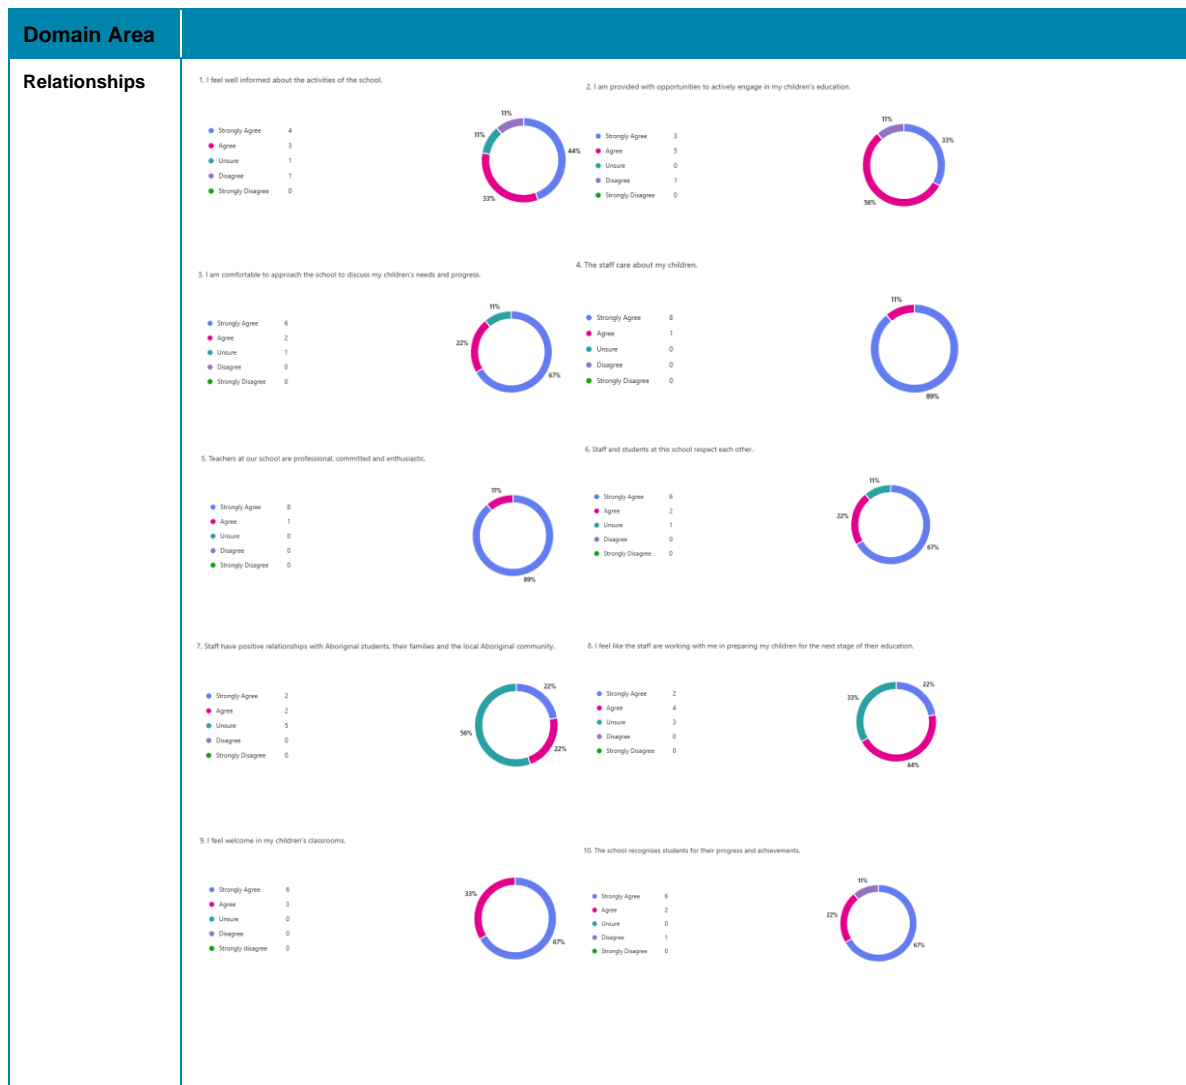 Domain Area
Relationships
1. I feel well informed about the activities of the school.
Strongly Agree 4
Agree 3
Unsure 1
Disagree 1
Strongly Disagree 0
11%
11%
44%
33%
2. I am provided with opportunities to actively engage in my children's education.
Strongly Agree 3
Agree 5
Unsure 0
Disagree 1
Strongly Disagree 0
11%
33%
56%
3. I am comfortable to approach the school to discuss my children's needs and progress.
Strongly Agree 6
Agree 2
Unsure 1
Disagree 0
Strongly Disagree 0
11%
22%
67%
4. The staff care about my children.
Strongly Agree 8
Agree 1
Unsure 0
Disagree 0
Strongly Disagree 0
11%
89%
5. Teachers at our school are professional, committed and enthusiastic.
Strongly Agree 8
Agree 1
Unsure 0
Disagree 0
Strongly Disagree 0
11%
89%
6. Staff and students at this school respect each other.
Strongly Agree 6
Agree 2
Unsure 1
Disagree 0
Strongly Disagree 0
11%
22%
67%
7. Staff have positive relationships with Aboriginal students, their families and the local Aboriginal community.
Strongly Agree 2
Agree 2
Unsure 5
Disagree 0
Strongly Disagree 0
22%
56%
22%
8. I feel like the staff are working with me in preparing my children for the next stage of their education.
Strongly Agree 2
Agree 4
Unsure 3
Disagree 0
Strongly Disagree 0
33%
22%
44%
9. I feel welcome in my children's classrooms.
Strongly Agree 6
Agree 3
Unsure 0
Disagree 0
Strongly disagree 0
33%
67%
10. The school recognises students for their progress and achievements.
Strongly Agree 6
Agree 2
Unsure 0
Disagree 1
Strongly Disagree 0
11%
22%
67%